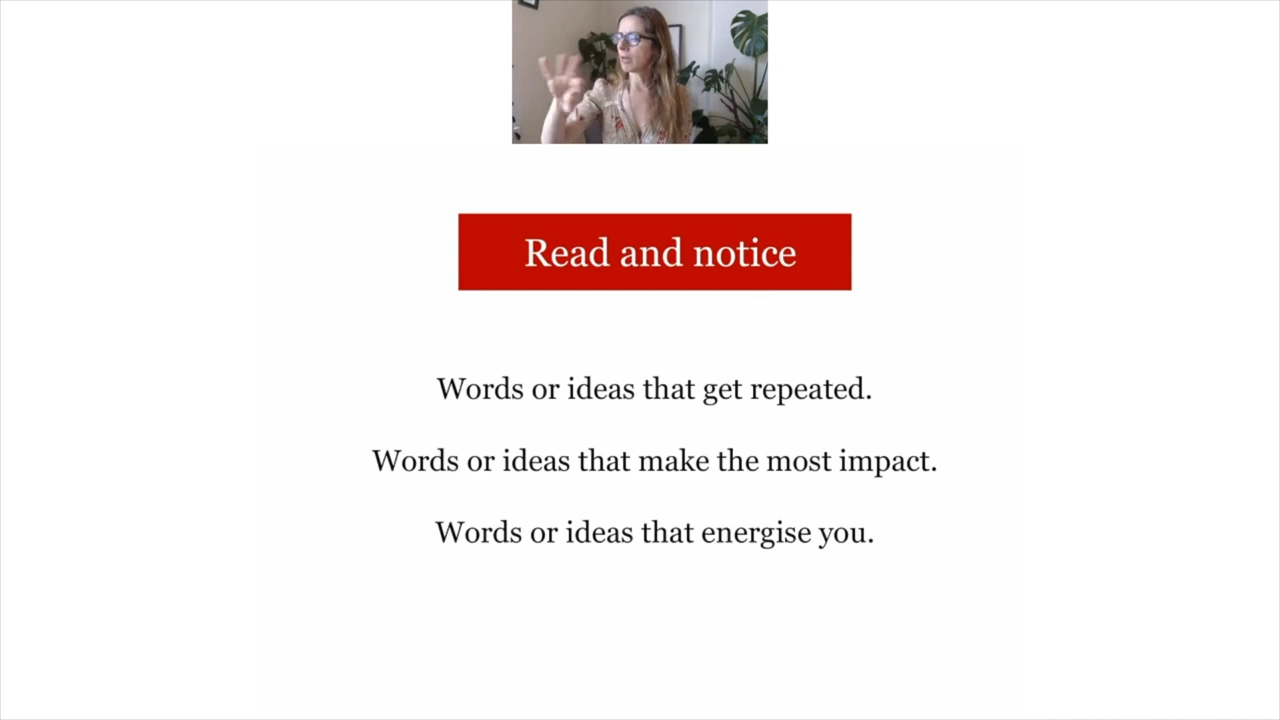 Read and notice
Words or ideas that get repeated.
Words or ideas that make the most impact.
Words or ideas that energise you.